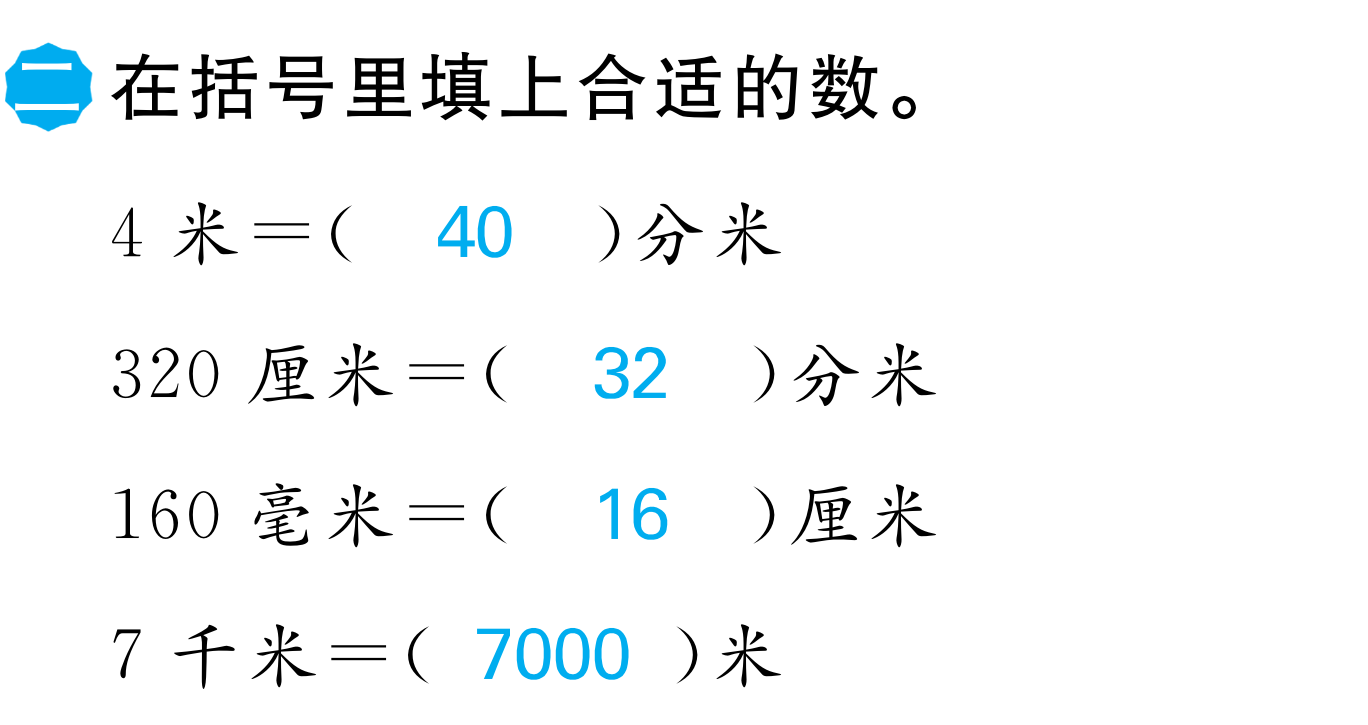 二 在括号里填上合适的数。
4 米＝( 40 )分米
320 厘米＝( 32 )分米
160 毫米＝( 16 )厘米
7 千米＝( 7000 )米